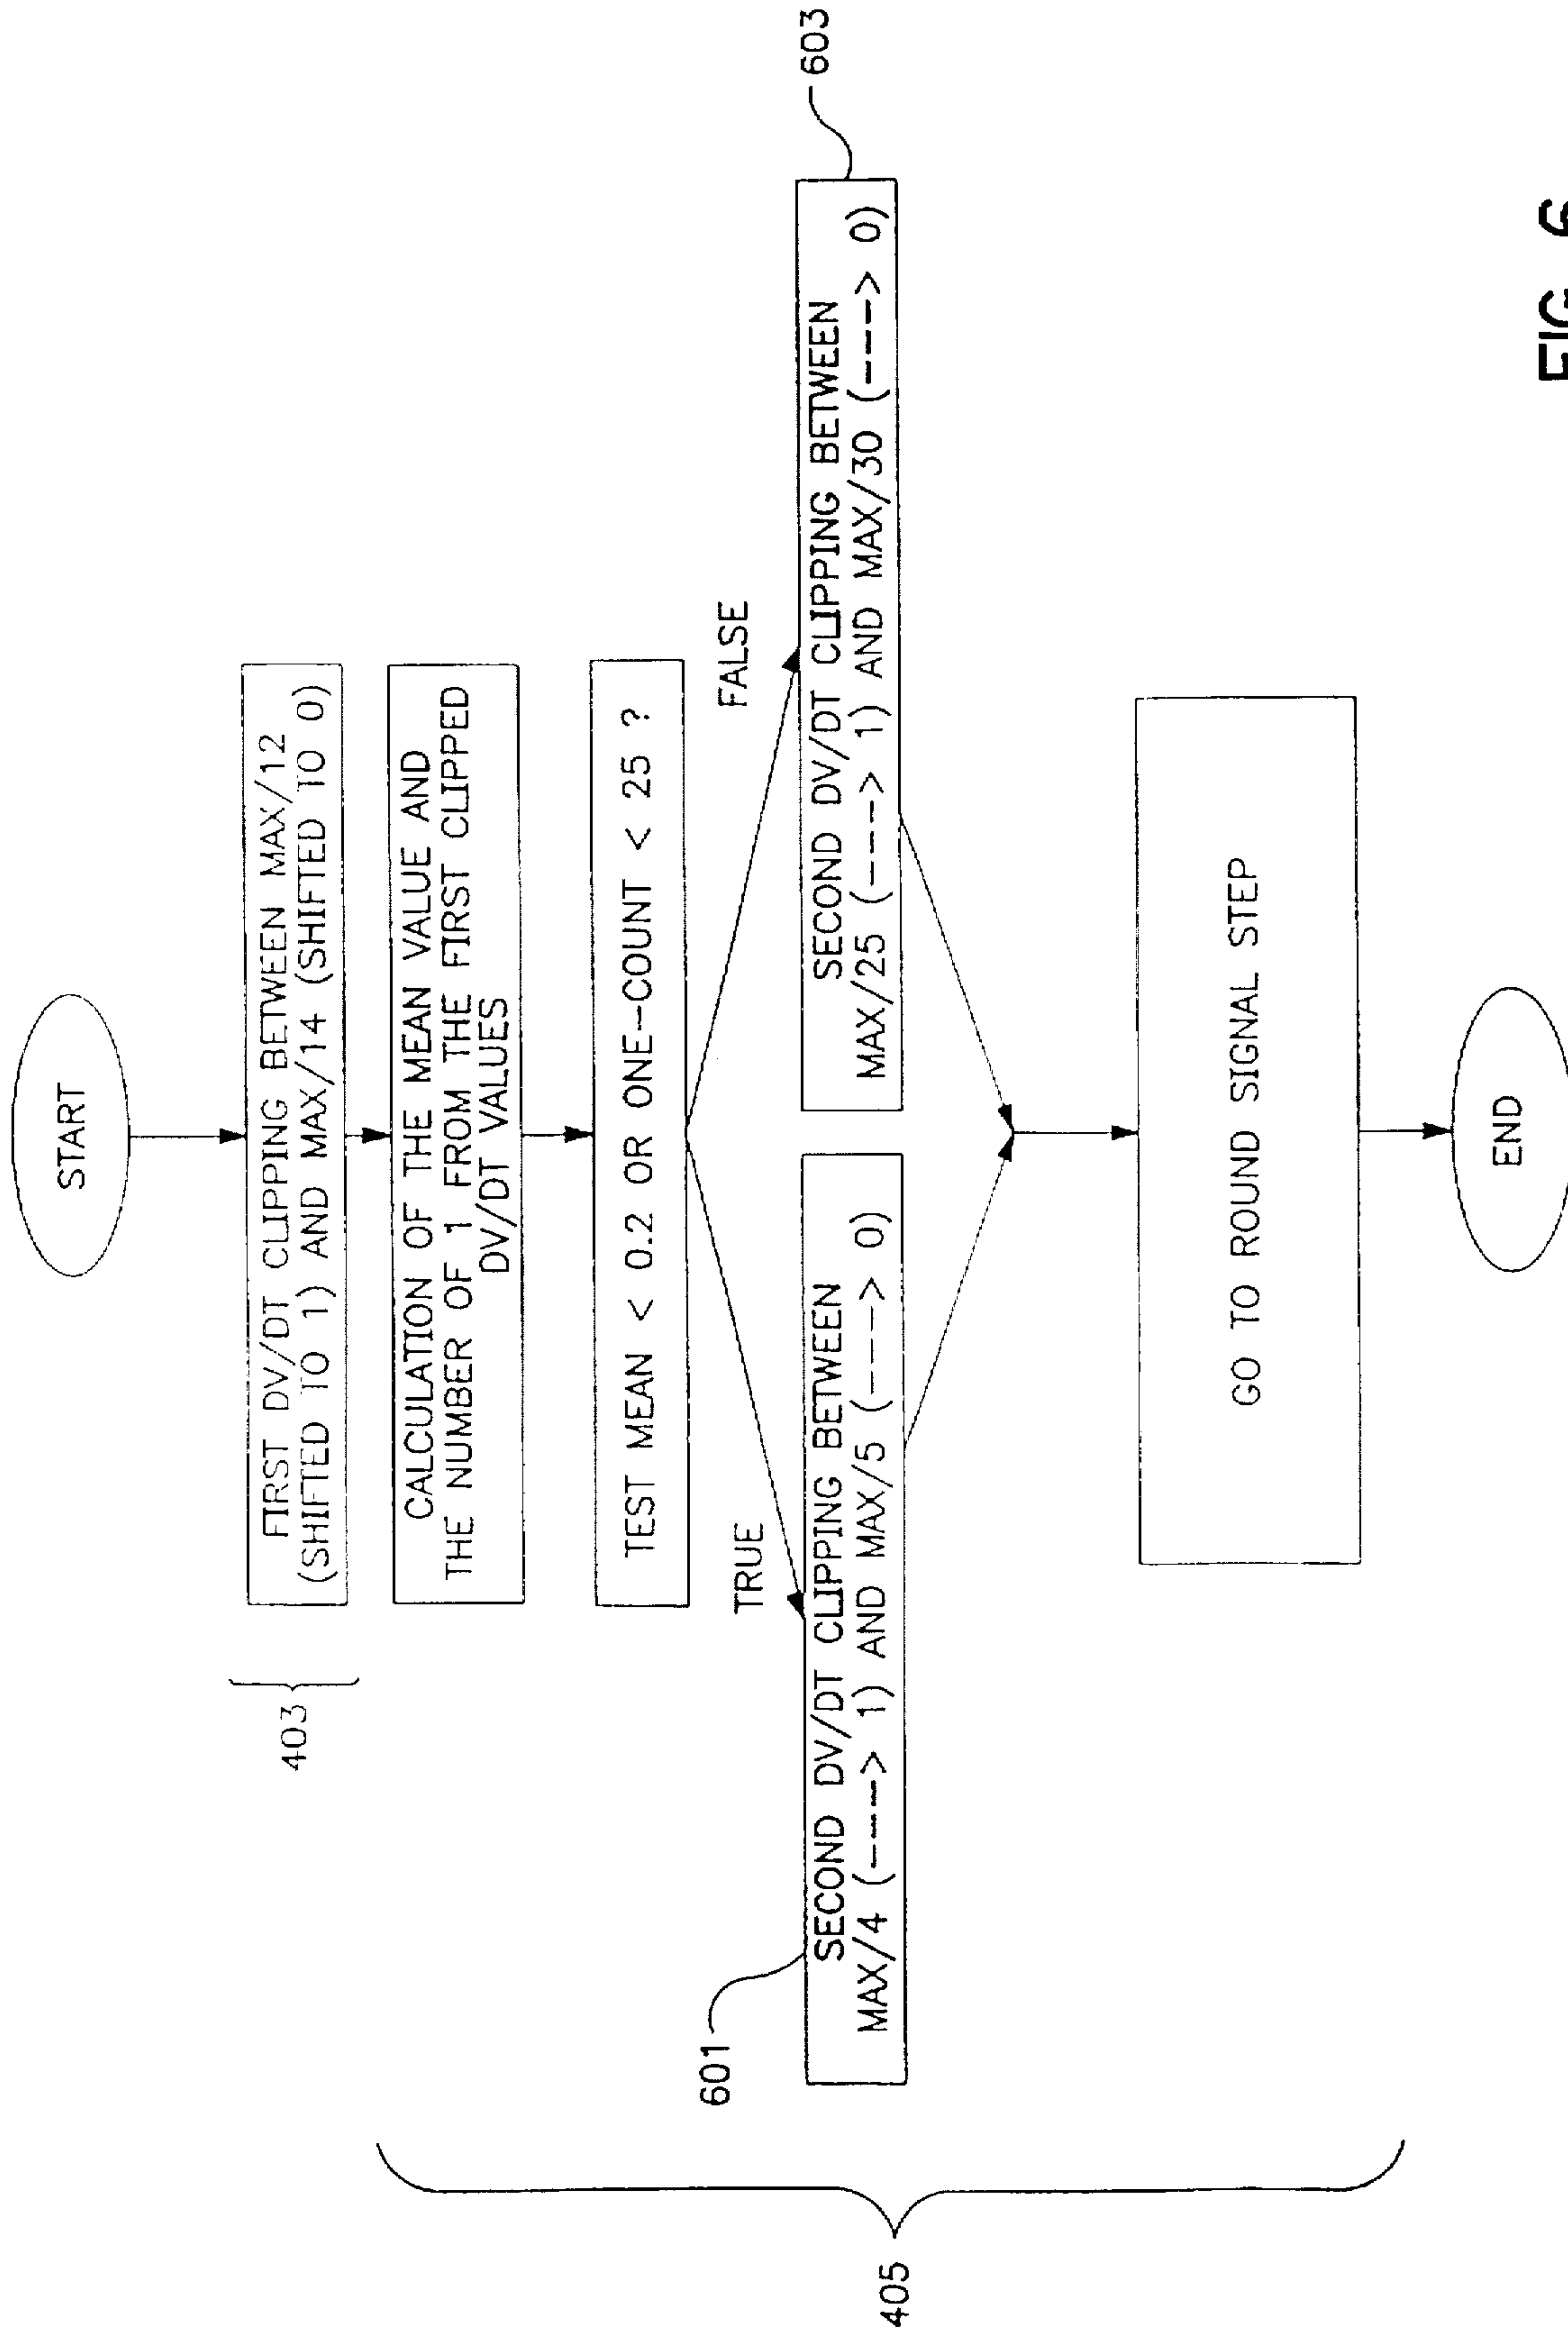 START
403
FIRST DV/DT CLIPPING BETWEEN MAX/12
(SHIFTED TO 1) AND MAX/14 (SHIFTED TO 0)
CALCULATION OF THE MEAN VALUE AND
THE NUMBER OF 1 FROM THE FIRST CLIPPED
DV/DT VALUES
TEST MEAN < 0.2 OR ONE-COUNT < 25 ?
TRUE
FALSE
601
SECOND DV/DT CLIPPING BETWEEN
MAX/4 (----> 1) AND MAX/5 (----> 0)
603
SECOND DV/DT CLIPPING BETWEEN
MAX/25 (----> 1) AND MAX/30 (----> 0)
405
GO TO ROUND SIGNAL STEP
END
FIG. 6